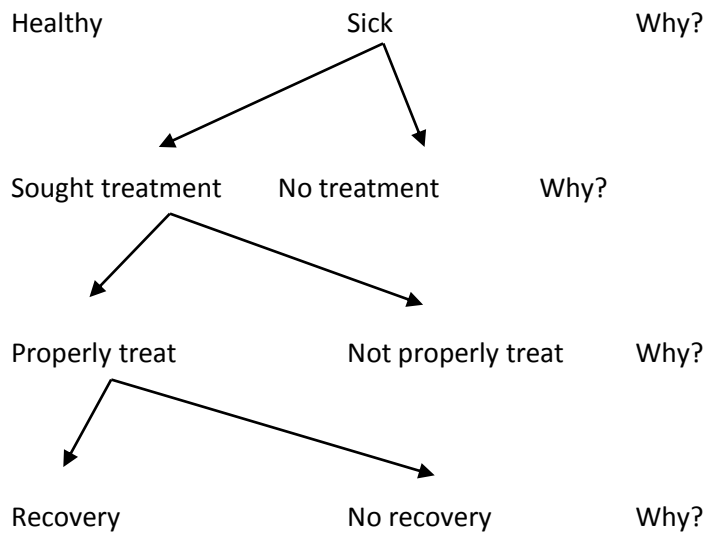 Healthy Sick Why?
Sought treatment No treatment Why?
Properly treat Not properly treat Why?
Recovery No recovery Why?